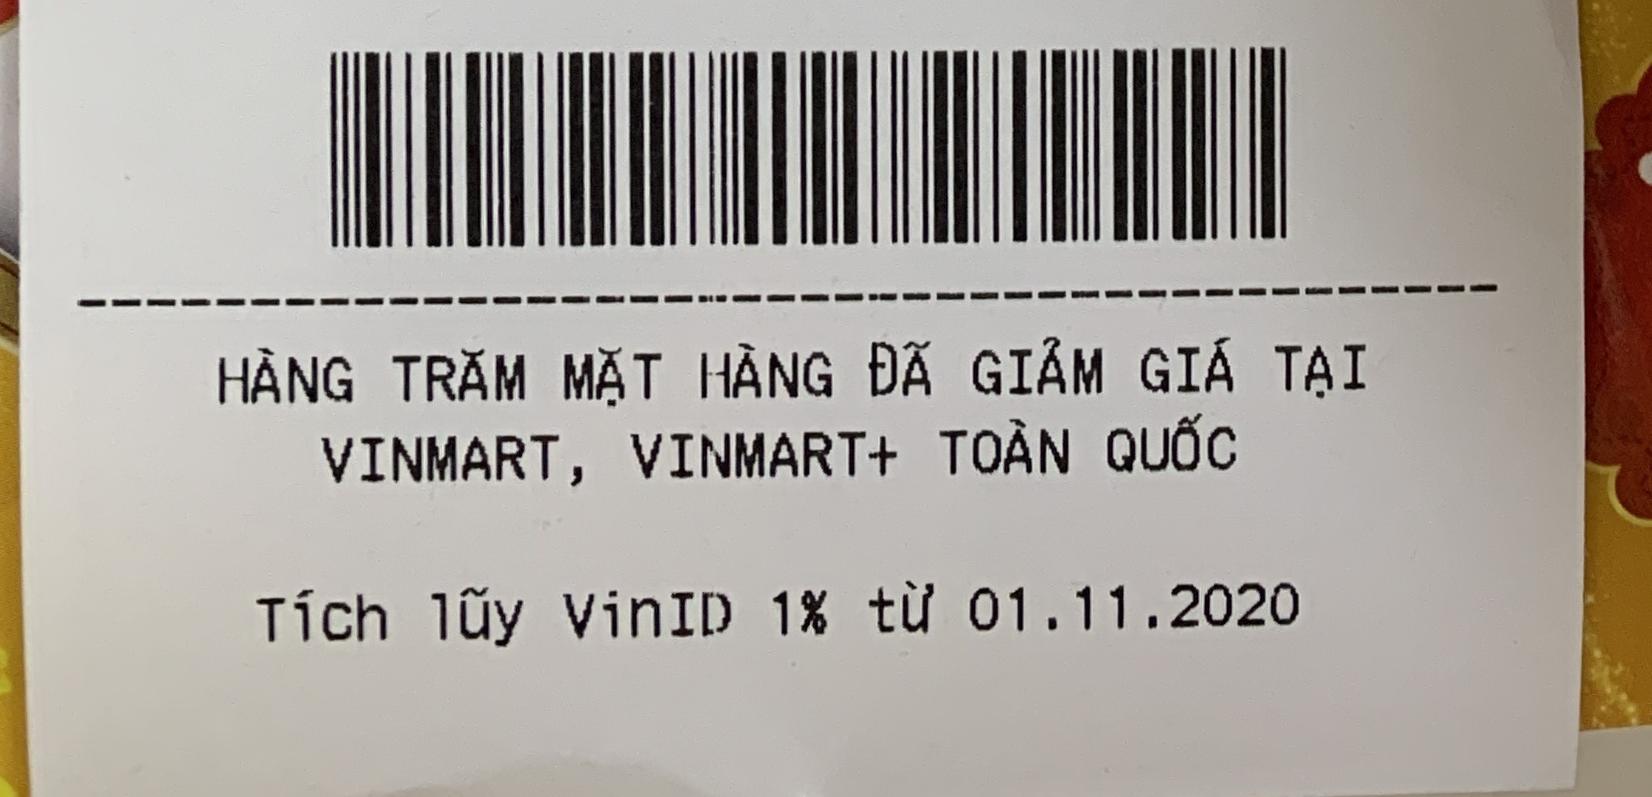 HÀNG TRĂM MẶT HÀNG ĐÃ GIẢM GIÁ TẠI
VINMART, VINMART+ TOÀN QUỐC
Tích lũy VinID 1% từ 01.11.2020